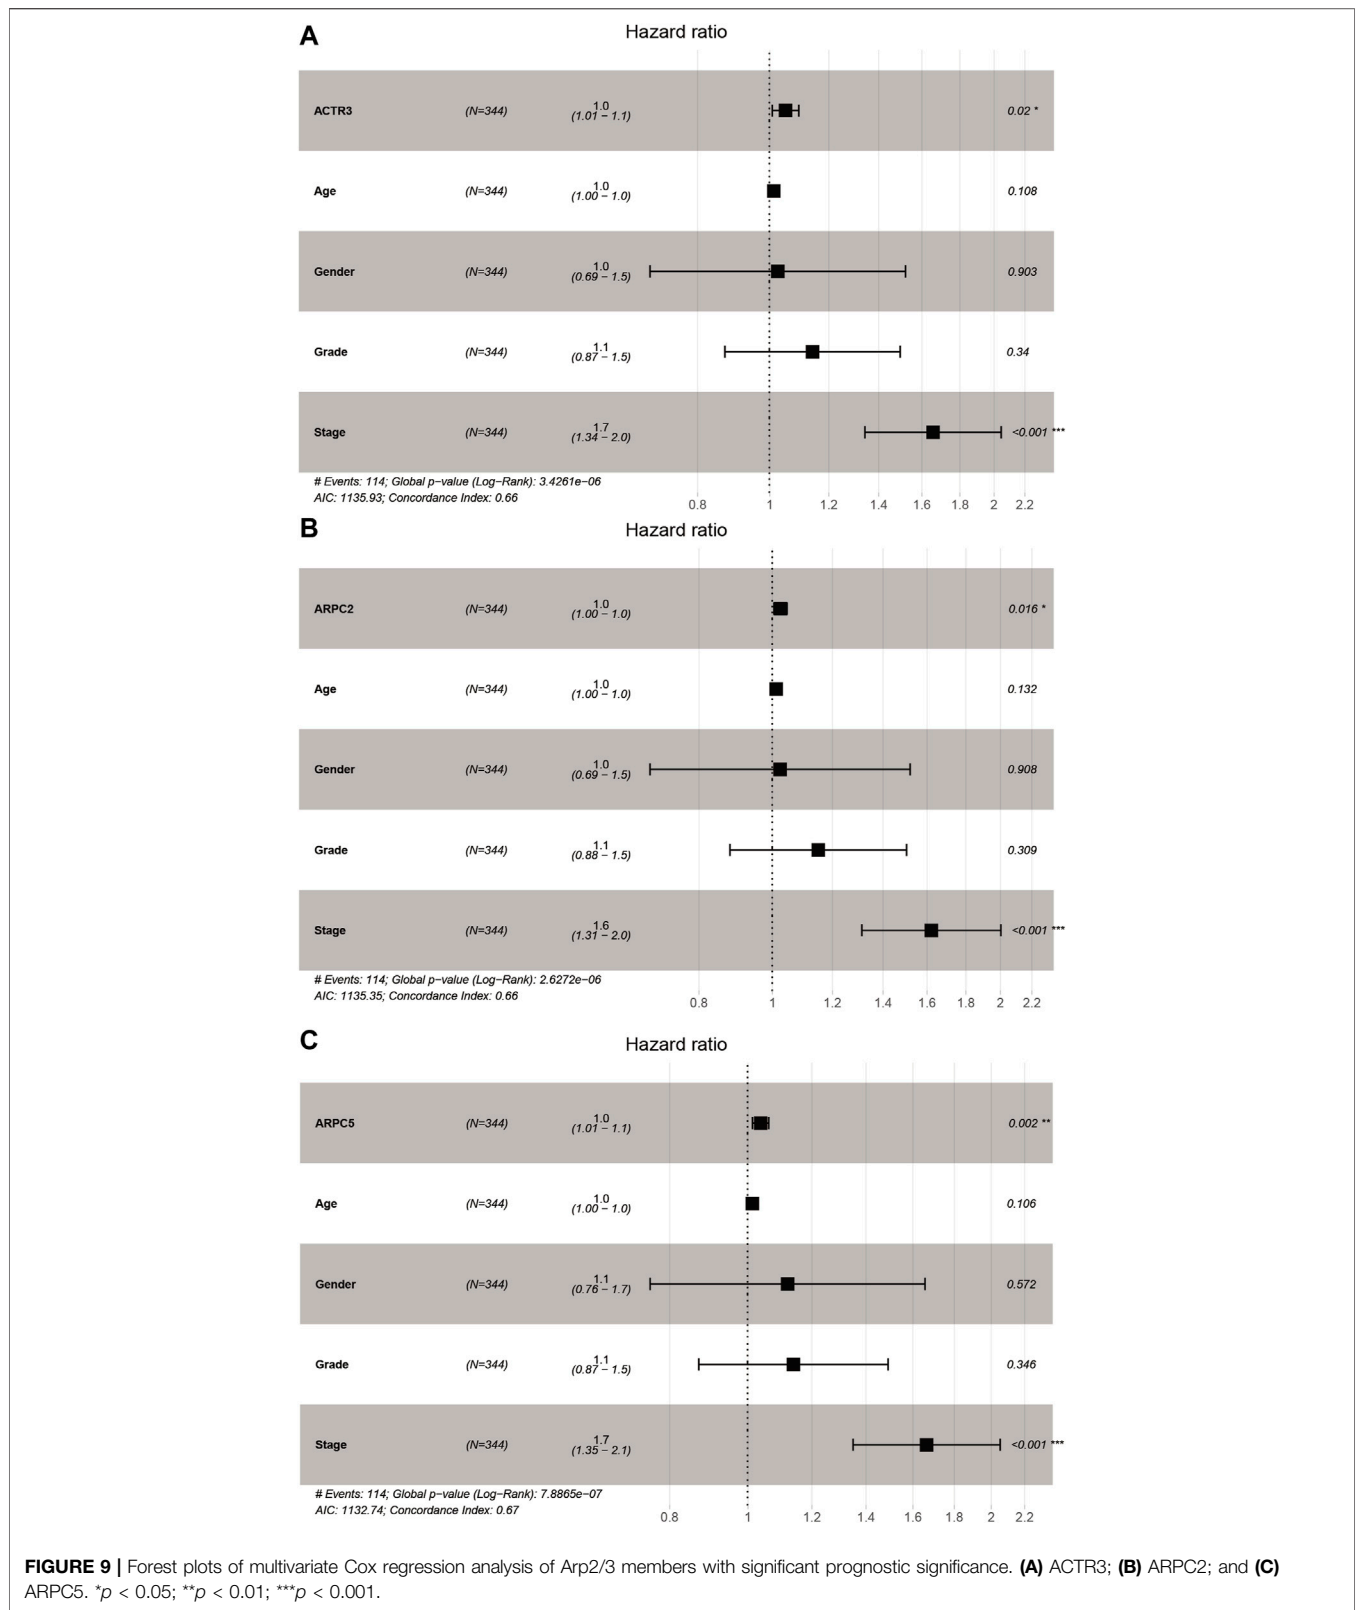 A
Hazard ratio
ACTR3 (N=344) 1.0 (1.01 − 1.1) 0.02 *
Age (N=344) 1.0 (1.00 − 1.0) 0.108
Gender (N=344) 1.0 (0.69 − 1.5) 0.903
Grade (N=344) 1.1 (0.87 − 1.5) 0.34
Stage (N=344) 1.7 (1.34 − 2.0) <0.001 ***
# Events: 114; Global p−value (Log−Rank): 3.4261e−06
AIC: 1135.93; Concordance Index: 0.66
0.8 1 1.2 1.4 1.6 1.8 2 2.2
B
Hazard ratio
ARPC2 (N=344) 1.0 (1.00 − 1.0) 0.016 *
Age (N=344) 1.0 (1.00 − 1.0) 0.132
Gender (N=344) 1.0 (0.69 − 1.5) 0.908
Grade (N=344) 1.1 (0.88 − 1.5) 0.309
Stage (N=344) 1.6 (1.31 − 2.0) <0.001 ***
# Events: 114; Global p−value (Log−Rank): 2.6272e−06
AIC: 1135.35; Concordance Index: 0.66
0.8 1 1.2 1.4 1.6 1.8 2 2.2
C
Hazard ratio
ARPC5 (N=344) 1.0 (1.01 − 1.1) 0.002 **
Age (N=344) 1.0 (1.00 − 1.0) 0.106
Gender (N=344) 1.1 (0.76 − 1.7) 0.572
Grade (N=344) 1.1 (0.87 − 1.5) 0.346
Stage (N=344) 1.7 (1.35 − 2.1) <0.001 ***
# Events: 114; Global p−value (Log−Rank): 7.8865e−07
AIC: 1132.74; Concordance Index: 0.67
0.8 1 1.2 1.4 1.6 1.8 2 2.2
FIGURE 9 | Forest plots of multivariate Cox regression analysis of Arp2/3 members with significant prognostic significance. (A) ACTR3; (B) ARPC2; and (C)
ARPC5. *p < 0.05; **p < 0.01; ***p < 0.001.